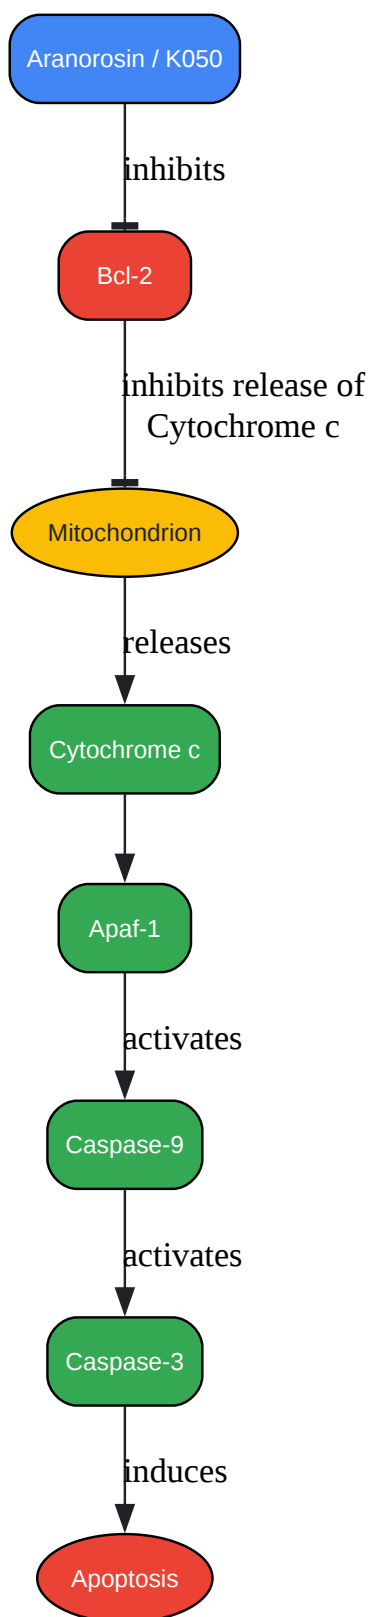 Aranorosin / K050
inhibits
Bcl-2
inhibits release of
Cytochrome c
Mitochondrion
releases
Cytochrome c
Apaf-1
activates
Caspase-9
activates
Caspase-3
induces
Apoptosis